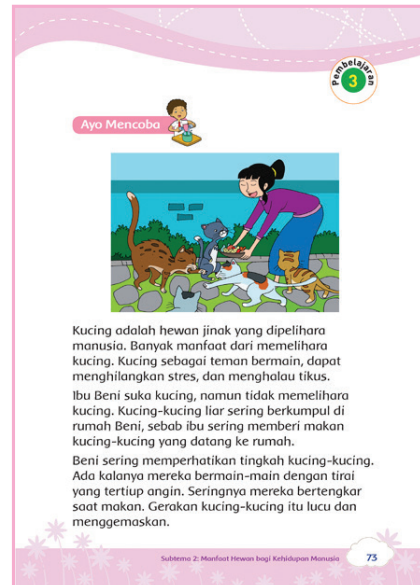 Pembelajaran
3
Ayo Mencoba
Kucing adalah hewan jinak yang dipelihara
manusia. Banyak manfaat dari memelihara
kucing. Kucing sebagai teman bermain, dapat
menghilangkan stres, dan menghalau tikus.
Ibu Beni suka kucing, namun tidak memelihara
kucing. Kucing-kucing liar sering berkumpul di
rumah Beni, sebab ibu sering memberi makan
kucing-kucing yang datang ke rumah.
Beni sering memperhatikan tingkah kucing-kucing.
Ada kalanya mereka bermain-main dengan tirai
yang tertiup angin. Seringnya mereka bertengkar
saat makan. Gerakan kucing-kucing itu lucu dan
menggemaskan.
Subtema 2: Manfaat Hewan bagi Kehidupan Manusia 73